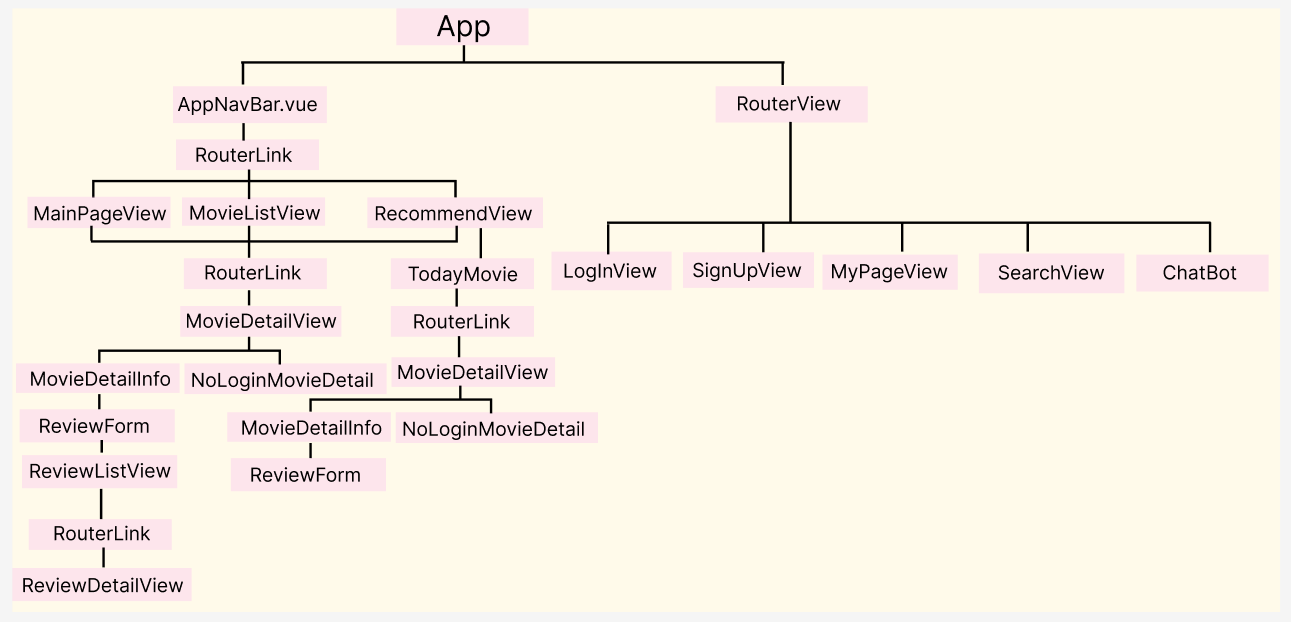 App
AppNavBar.vue
RouterView
RouterLink
MainPageView
MovieListView
RecommendView
RouterLink
TodayMovie
LogInView
SignUpView
MyPageView
SearchView
ChatBot
MovieDetailView
RouterLink
MovieDetailInfo
NoLoginMovieDetail
MovieDetailView
ReviewForm
MovieDetailInfo
NoLoginMovieDetail
ReviewListView
ReviewForm
RouterLink
ReviewDetailView